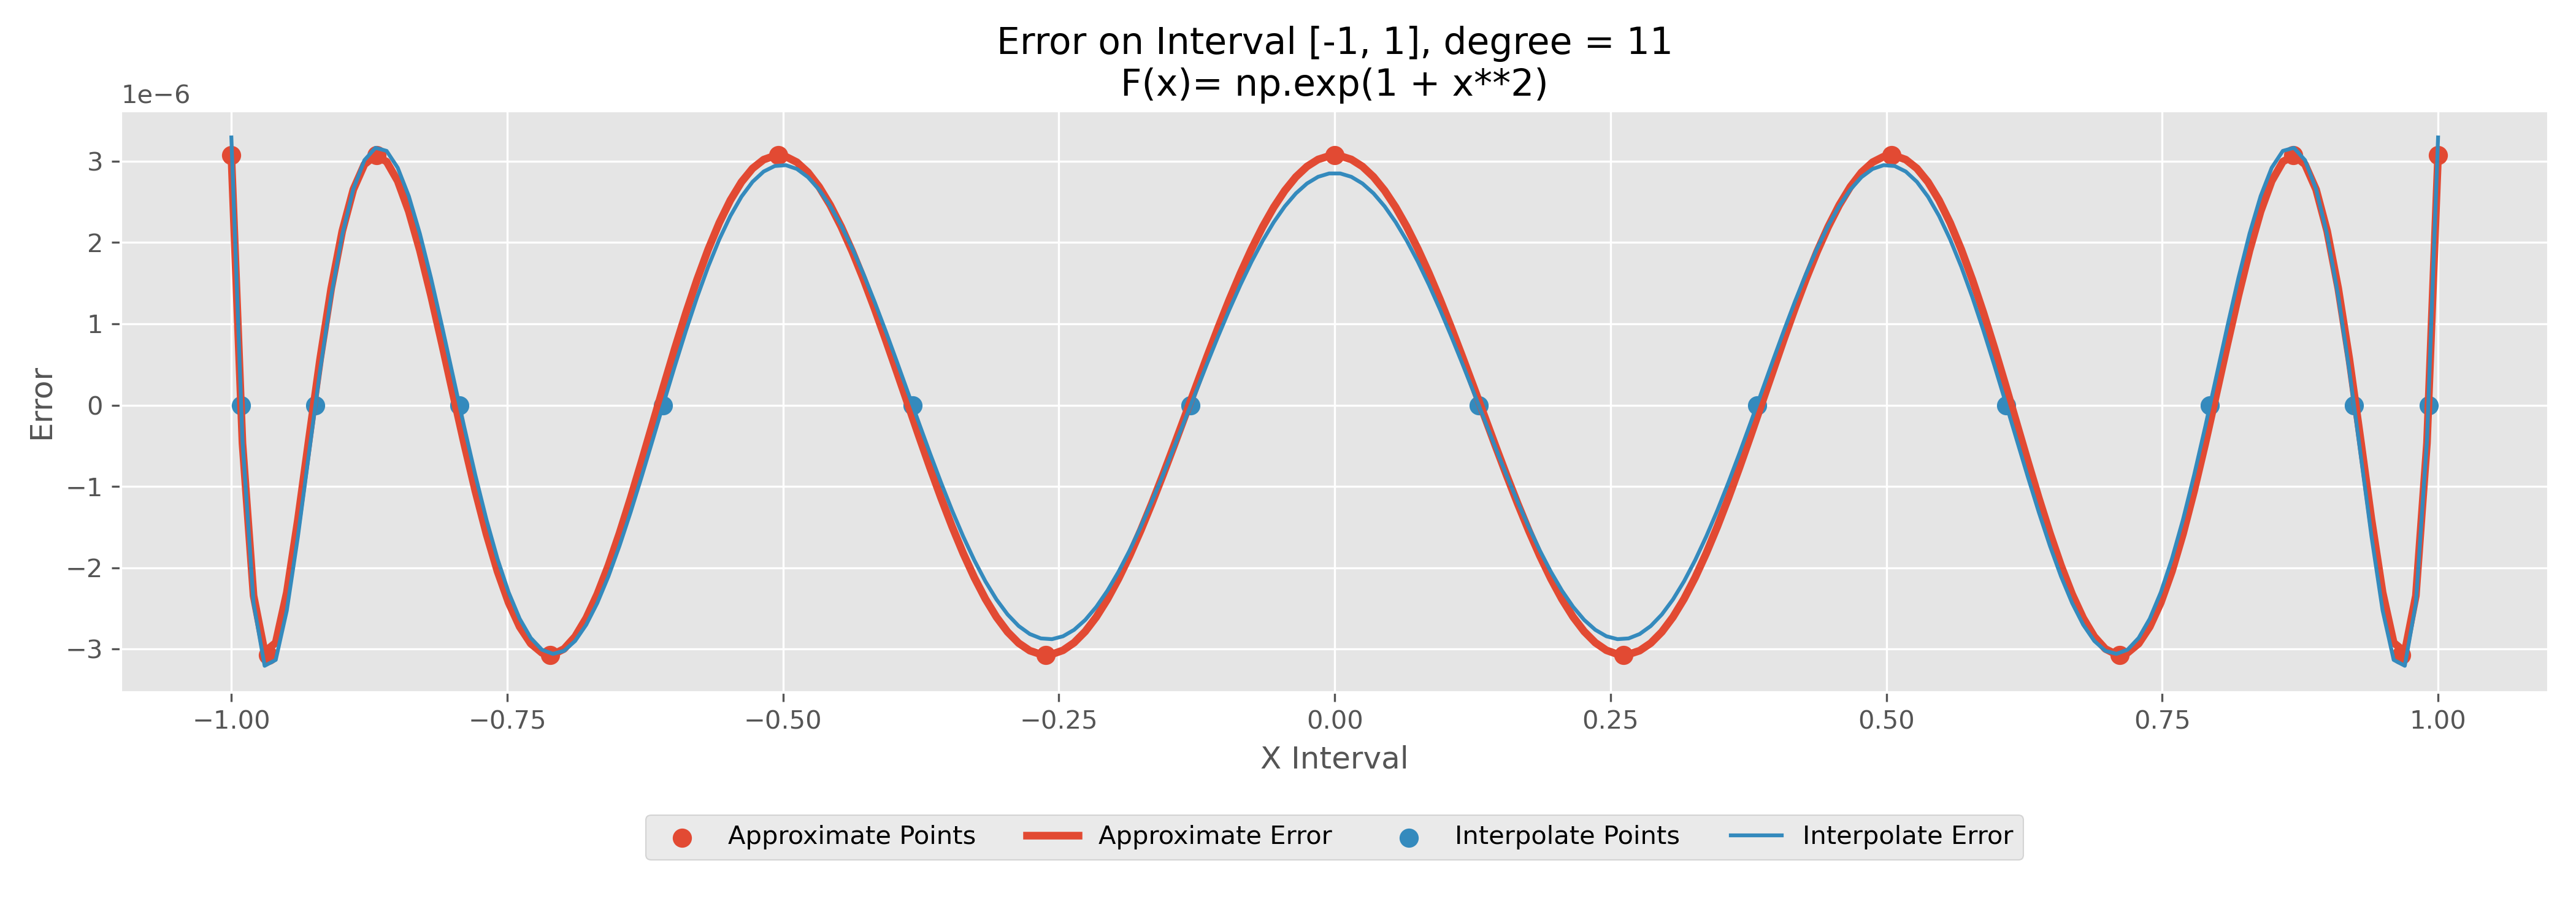 Error on Interval [-1, 1], degree = 11
F(x)= np.exp(1 + x**2)
1e−6
3
2
1
0
−1
−2
−3
Error
−1.00 −0.75 −0.50 −0.25 0.00 0.25 0.50 0.75 1.00
X Interval
Approximate Points Approximate Error Interpolate Points Interpolate Error